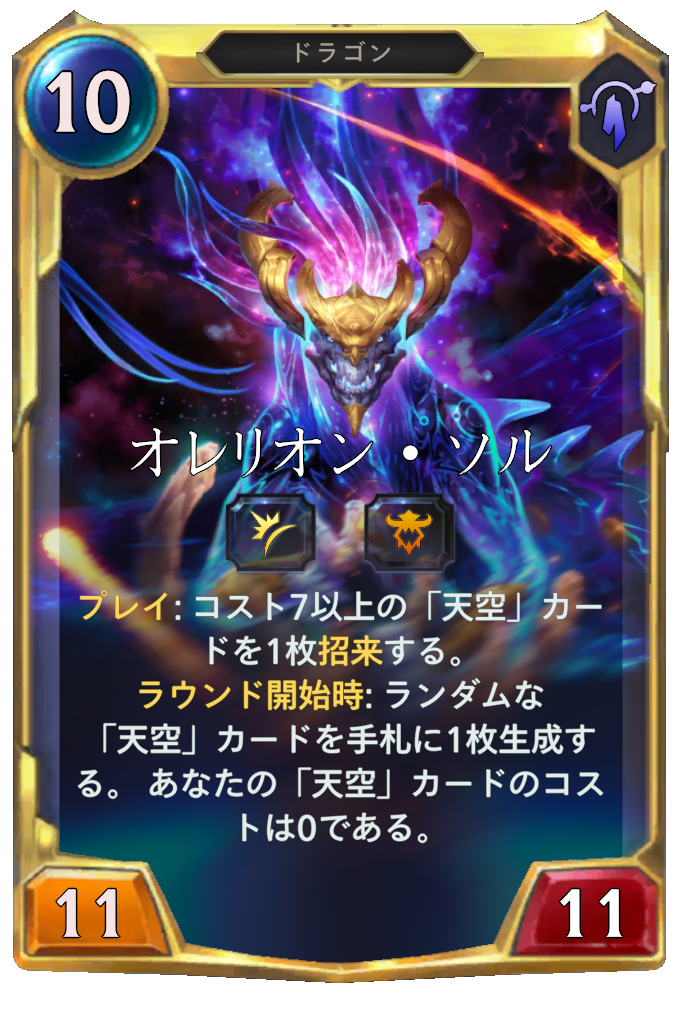 ドラゴン
10
オレリオン・ソル
プレイ: コスト7以上の「天空」カー
ドを1枚招来する。
ラウンド開始時: ランダムな
「天空」カードを手札に1枚生成す
る。 あなたの「天空」カードのコス
トは0である。
11
11